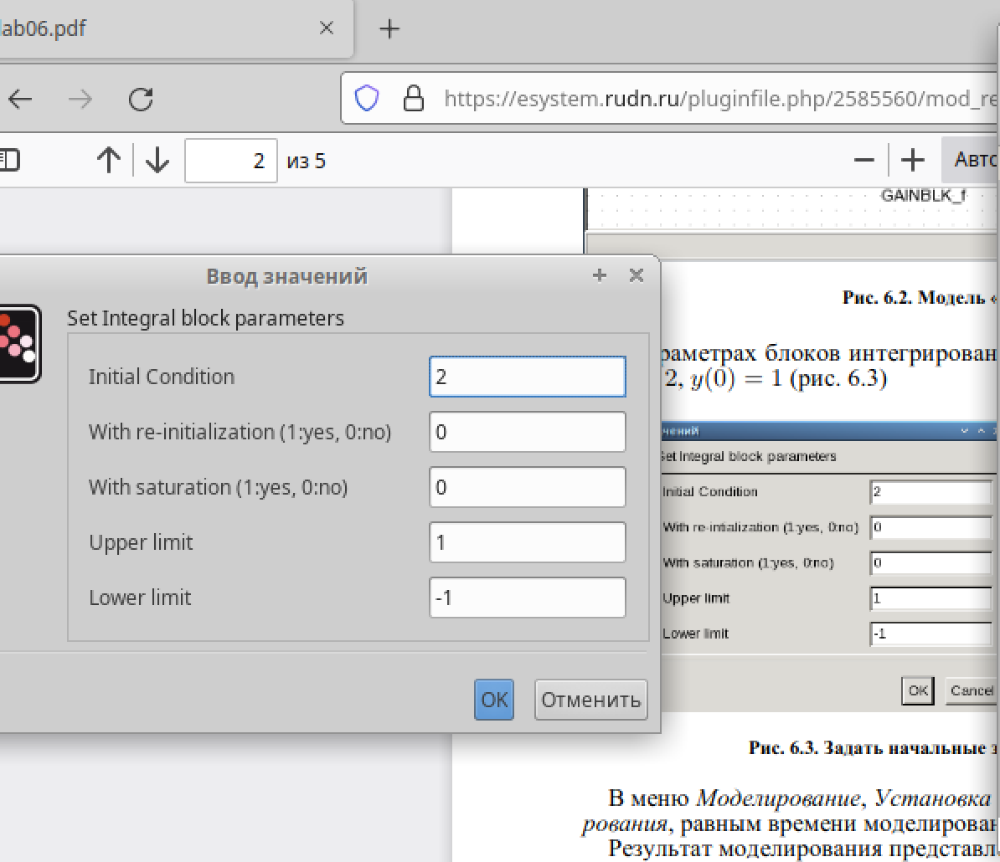 ab06.pdf
https://esystem.rudn.ru/pluginfile.php/2585560/mod_re
2 из 5
Авто
GAINBLK_f
Рис. 6.2. Модель «
раметрах блоков интегрирован
2, y(0) = 1 (рис. 6.3)
Ввод значений
Set Integral block parameters
Initial Condition 2
With re-initialization (1:yes, 0:no) 0
With saturation (1:yes, 0:no) 0
Upper limit 1
Lower limit -1
OK Отменить
чений
Set Integral block parameters
Initial Condition 2
With re-intialization (1:yes, 0:no) 0
With saturation (1:yes, 0:no) 0
Upper limit 1
Lower limit -1
OK Cancel
Рис. 6.3. Задать начальные з
В меню Моделирование, Установка
рования, равным времени моделирован
Результат моделирования представл